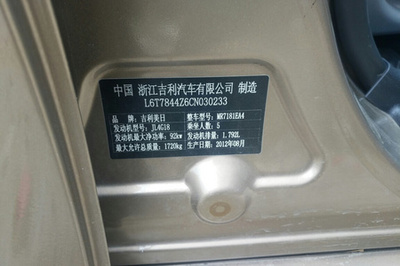 中国 浙江吉利汽车有限公司 制造
L6T7844Z6CN030233
品 牌: 吉利美日 整车型号: MR7181EA4
发动机型号: JL4G18 乘坐人数: 5
发动机最大净功率: 92kw 发动机排量: 1.792L
最大允许总质量: 1720kg 生产日期: 2012年08月